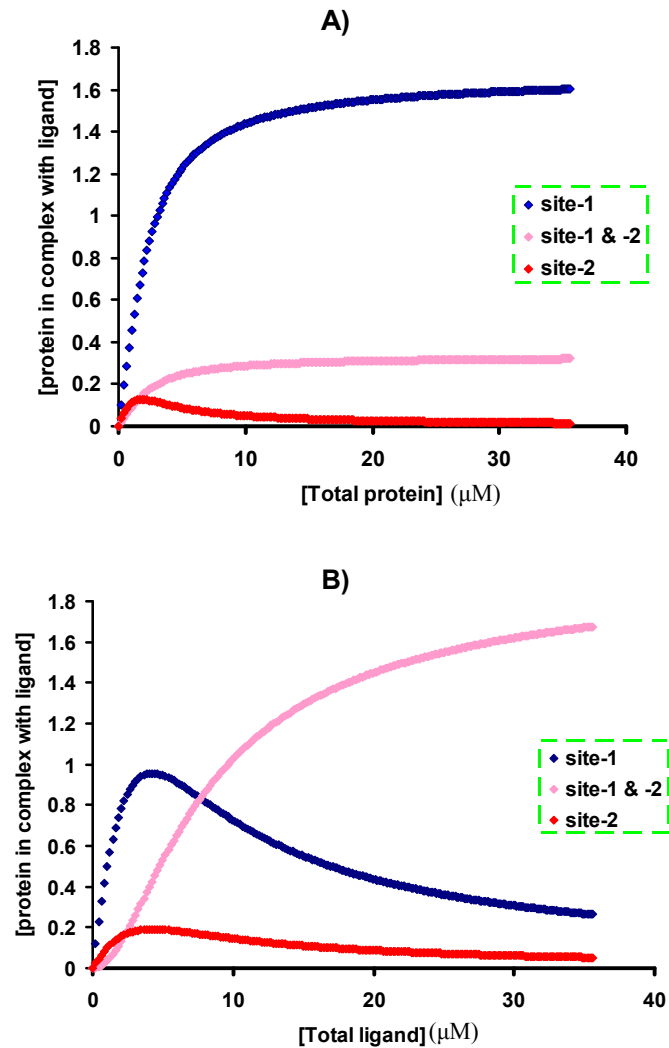 A)
1.8
1.6
1.4
1.2
1
0.8
0.6
0.4
0.2
0
[protein in complex with ligand]
site-1
site-1 & -2
site-2
0 10 20 30 40
[Total protein] (μM)
B)
1.8
1.6
1.4
1.2
1
0.8
0.6
0.4
0.2
0
[protein in complex with ligand]
site-1
site-1 & -2
site-2
0 10 20 30 40
[Total ligand] (μM)